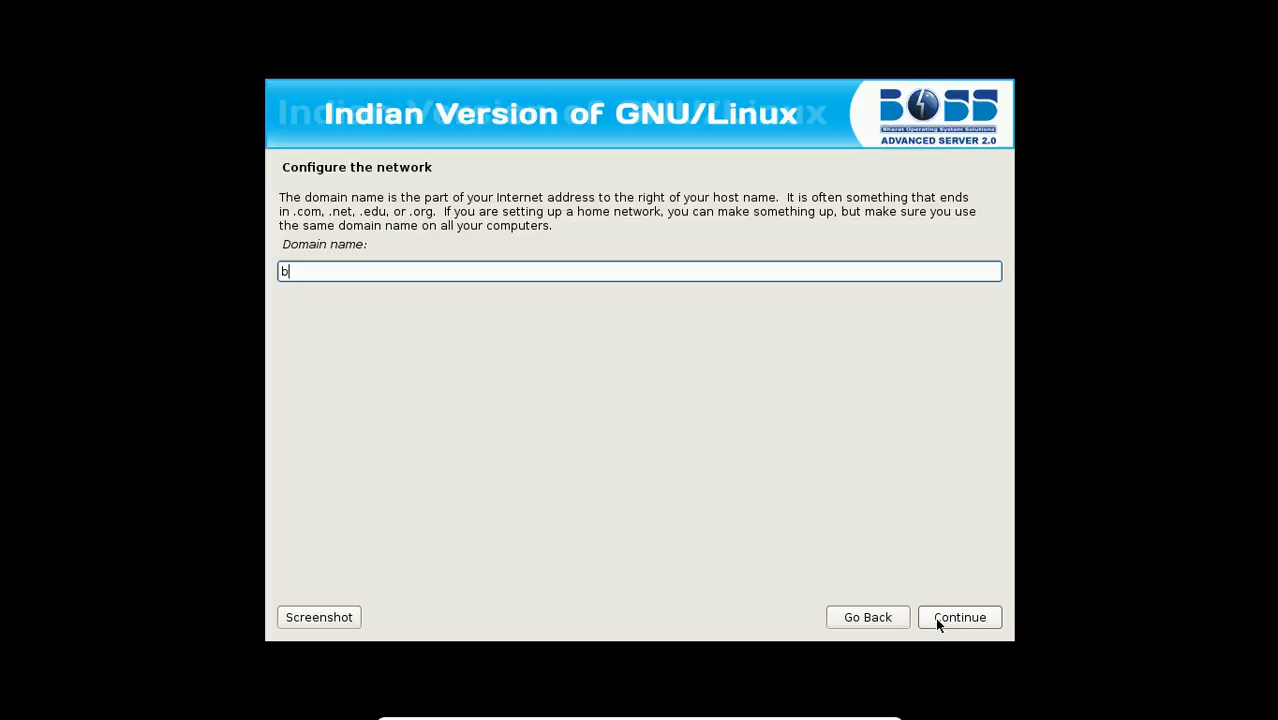 Indian Version of GNU/Linux
BOSS
Bharat Operating System Solutions
ADVANCED SERVER 2.0
Configure the network
The domain name is the part of your Internet address to the right of your host name.  It is often something that ends
in .com, .net, .edu, or .org.  If you are setting up a home network, you can make something up, but make sure you use
the same domain name on all your computers.
Domain name:
b
Screenshot
Go Back
Continue